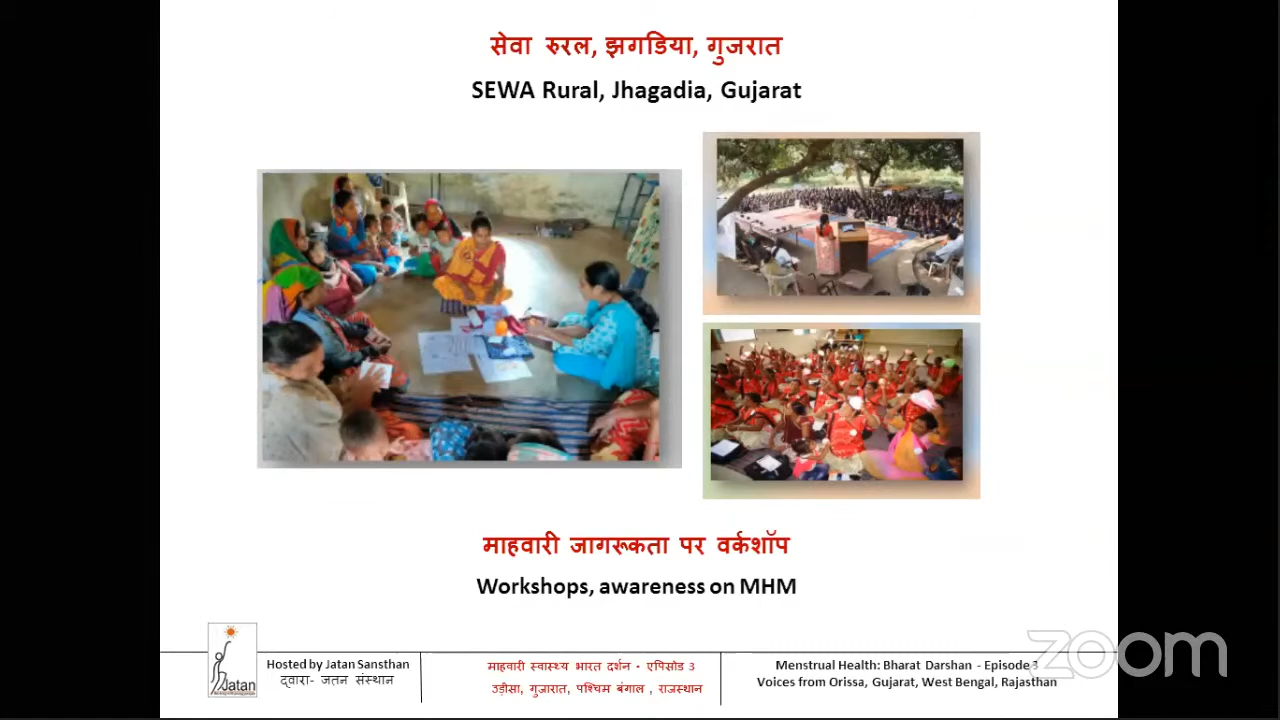 सेवा रुरल, झगडिया, गुजरात
SEWA Rural, Jhagadia, Gujarat
माहवारी जागरूकता पर वर्कशॉप
Workshops, awareness on MHM
Jatan
Hosted by Jatan Sansthan
द्वारा- जतन संस्थान
माहवारी स्वास्थ्य भारत दर्शन - एपिसोड 3
उड़ीसा, गुजरात, पश्चिम बंगाल , राजस्थान
Menstrual Health: Bharat Darshan - Episode 3
Voices from Orissa, Gujarat, West Bengal, Rajasthan
zoom